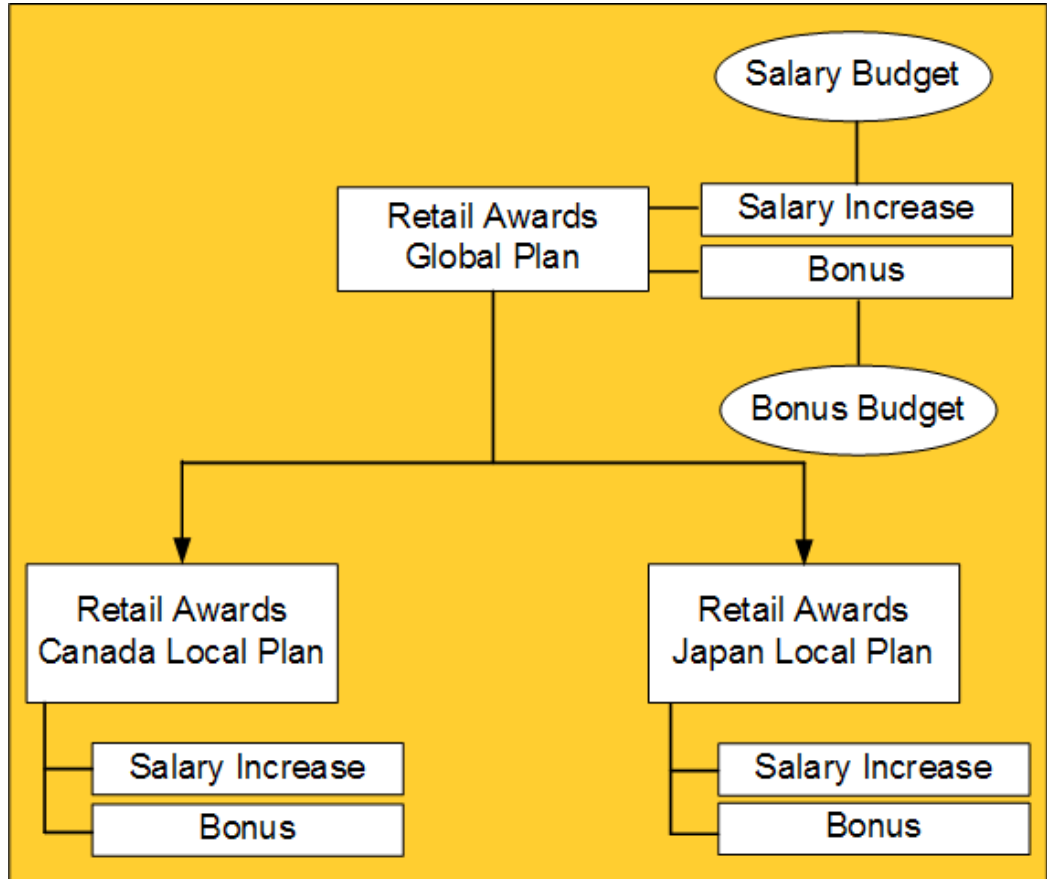 Salary Budget
Retail Awards
Global Plan
Salary Increase
Bonus
Bonus Budget
Retail Awards
Canada Local Plan
Salary Increase
Bonus
Retail Awards
Japan Local Plan
Salary Increase
Bonus